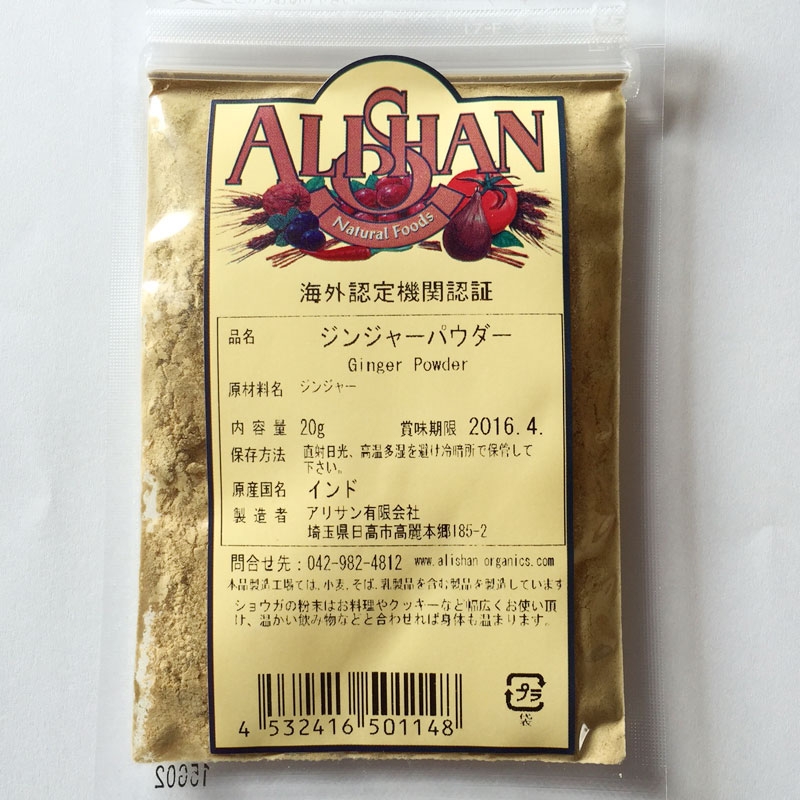 ALISHAN
Natural Foods
海外認定機関認証
品名 ジンジャーパウダー
Ginger Powder
原材料名 ジンジャー
内容量 20g 賞味期限 2016.4.
保存方法 直射日光、高温多湿を避け冷暗所で保管して
下さい。
原産国名 インド
製造者 アリサン有限会社
埼玉県日高市高麗本郷185-2
問合せ先：042-982-4812 www.alishan organics.com
本品製造工場では、小麦、そば、乳製品を含む製品を製造しています
ショウガの粉末はお料理やクッキーなど幅広くお使い頂
け、温かい飲み物などと合わせれば身体も温まります。
プラ
袋
4 532416 501148
15602